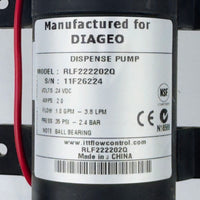 Manufactured for
DIAGEO
DISPENSE PUMP
MODEL: RLF222202Q
S/N: 11F26224
VOLTS: 24 VDC
AMPS: 2.0
FLOW: 1.0 GPM - 3.8 LPM
PRESS: 35 PSI - 2.4 BAR
NOTE: BALL BEARING
NSF
www.ittflowcontrol.com
RLF222202Q
Made in CHINA